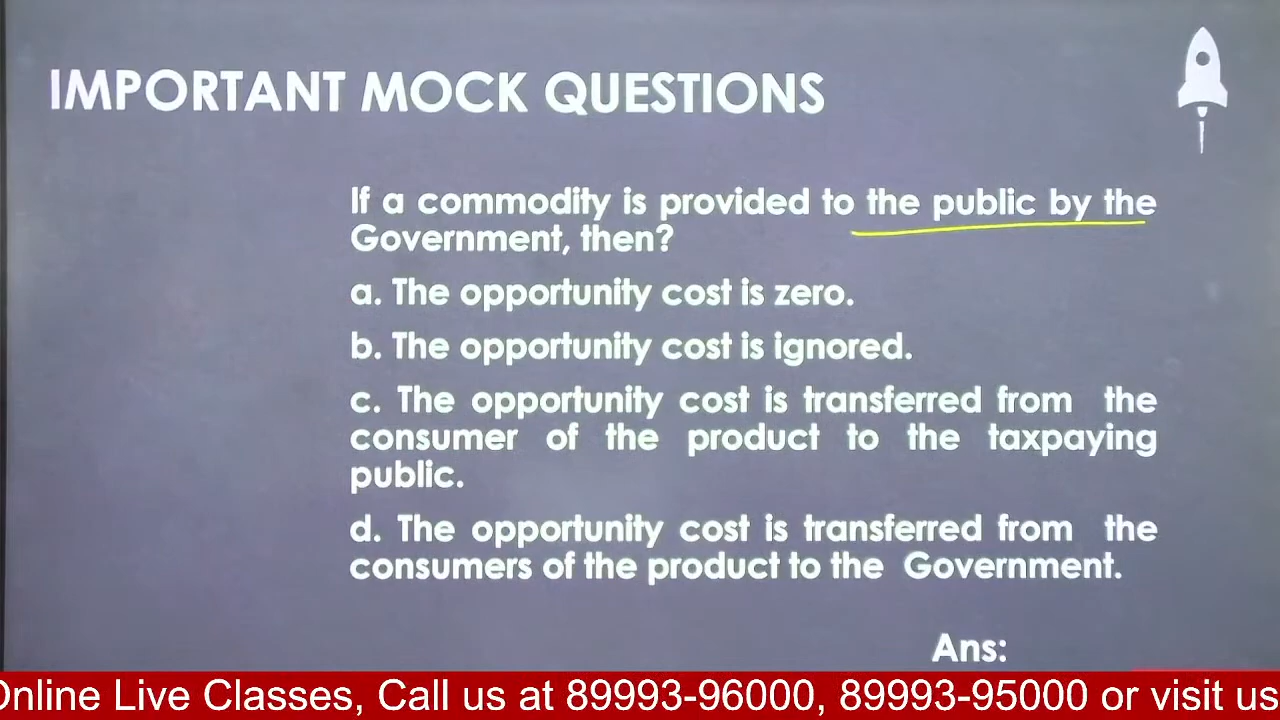 IMPORTANT MOCK QUESTIONS
If a commodity is provided to the public by the
Government, then?
a. The opportunity cost is zero.
b. The opportunity cost is ignored.
c. The opportunity cost is transferred from the
consumer of the product to the taxpaying
public.
d. The opportunity cost is transferred from the
consumers of the product to the Government.
Ans:
Online Live Classes, Call us at 89993-96000, 89993-95000 or visit us